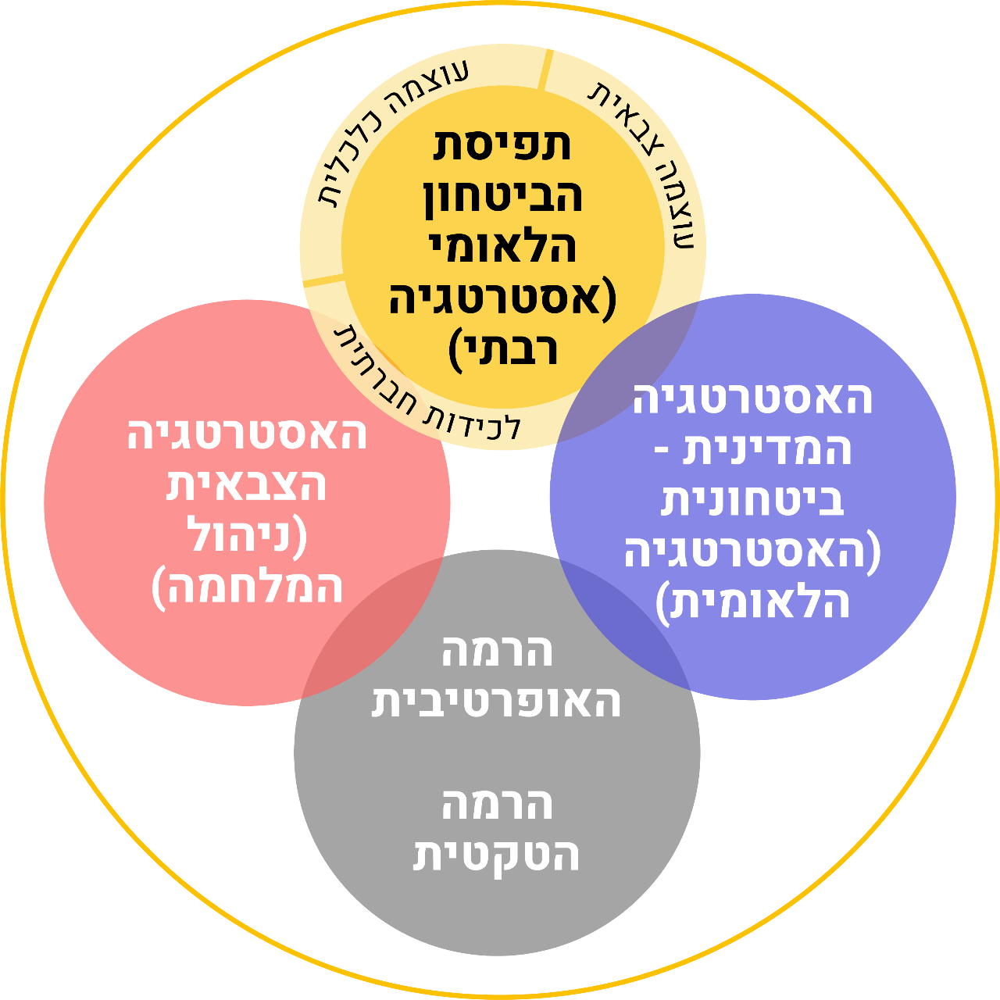 עוצמה צבאית
עוצמה כלכלית
לכידות חברתית
תפיסת
הביטחון
הלאומי
(אסטרטגיה
רבתי)
האסטרטגיה
המדינית -
ביטחונית
(האסטרטגיה
הלאומית)
האסטרטגיה
הצבאית
(ניהול
המלחמה)
הרמה
האופרטיבית
הרמה
הטקטית